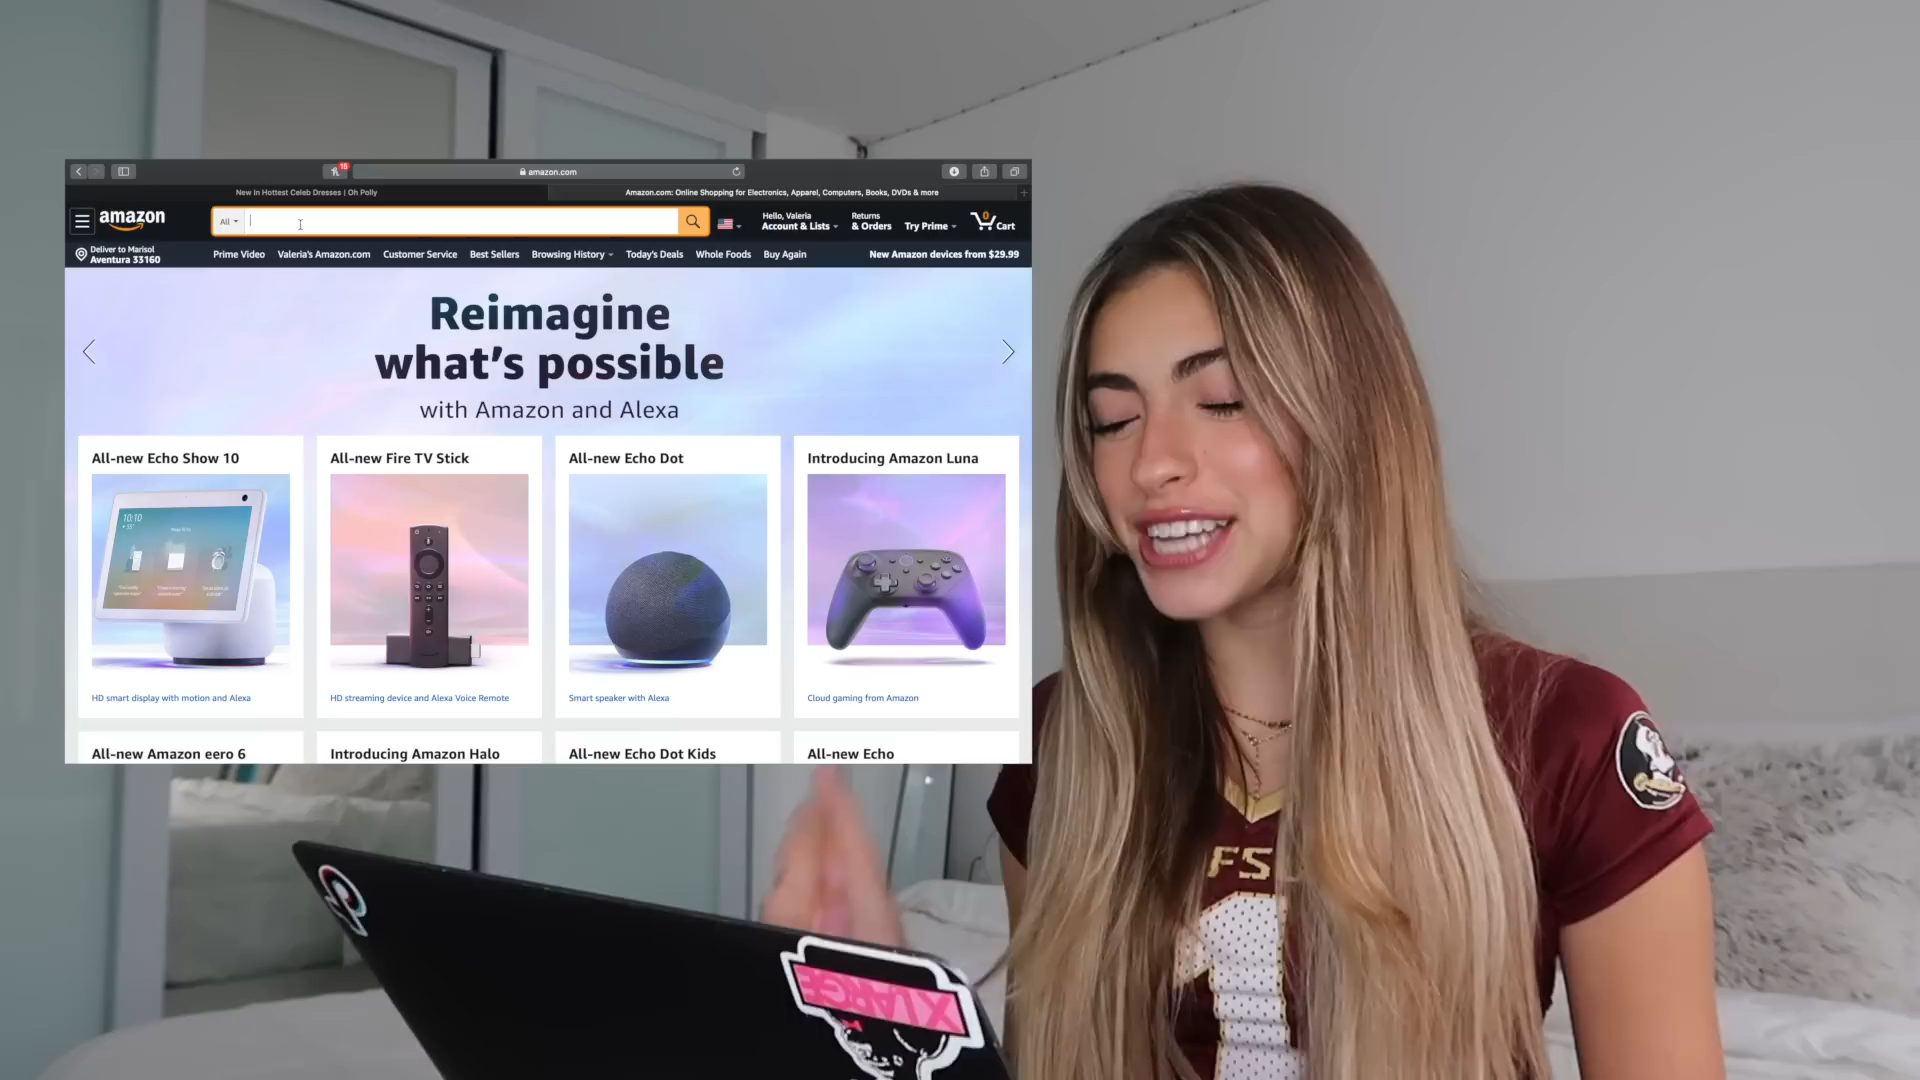 15
amazon.com
New In Hottest Celeb Dresses | Oh Polly
Amazon.com: Online Shopping for Electronics, Apparel, Computers, Books, DVDs & more
amazon
All
Hello, Valeria
Account & Lists
Returns
& Orders
Try Prime
0
Cart
Deliver to Marisol
Aventura 33160
Prime Video
Valeria's Amazon.com
Customer Service
Best Sellers
Browsing History
Today's Deals
Whole Foods
Buy Again
New Amazon devices from $29.99
Reimagine
what's possible
with Amazon and Alexa
All-new Echo Show 10
All-new Fire TV Stick
All-new Echo Dot
Introducing Amazon Luna
10:10
HD smart display with motion and Alexa
HD streaming device and Alexa Voice Remote
Smart speaker with Alexa
Cloud gaming from Amazon
All-new Amazon eero 6
Introducing Amazon Halo
All-new Echo Dot Kids
All-new Echo
FS
1
XLARGE